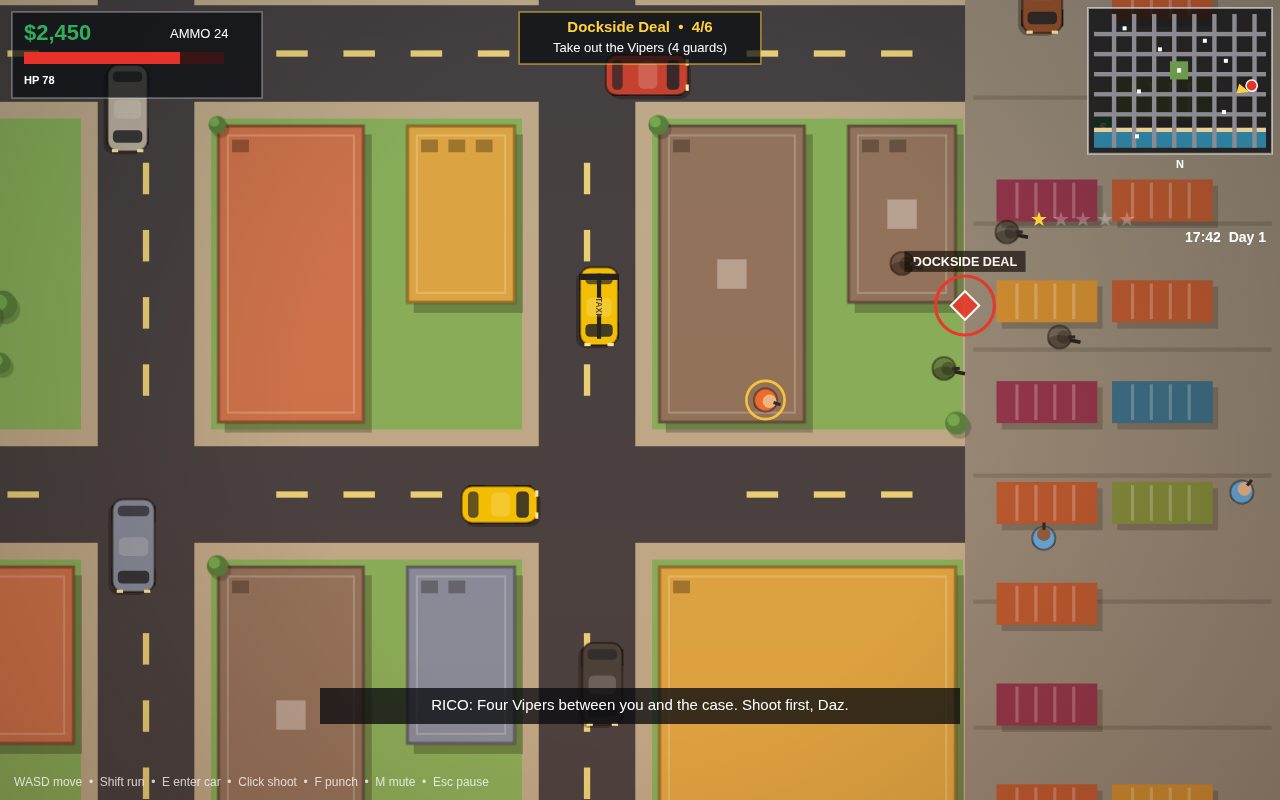 $2,450
AMMO 24
HP 78
Dockside Deal • 4/6
Take out the Vipers (4 guards)
N
17:42 Day 1
DOCKSIDE DEAL
TAXI
RICO: Four Vipers between you and the case. Shoot first, Daz.
WASD move • Shift run • E enter car • Click shoot • F punch • M mute • Esc pause